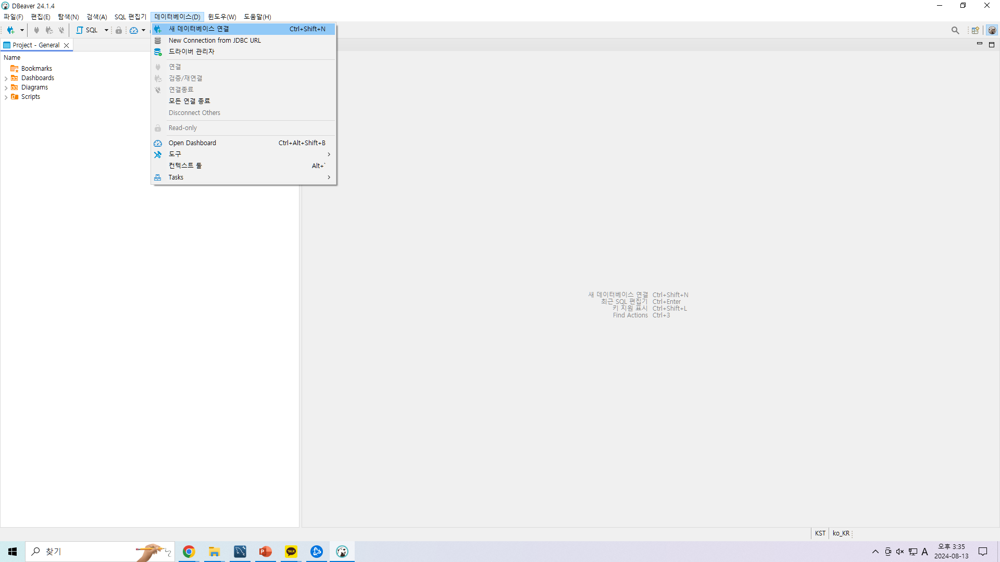 DBeaver 24.1.4
파일(F) 편집(E) 탐색(N) 검색(A) SQL 편집기 데이터베이스(D) 윈도우(W) 도움말(H)
SQL
새 데이터베이스 연결 Ctrl+Shift+N
New Connection from JDBC URL
드라이버 관리자
연결
검증/재연결
연결종료
모든 연결 종료
Disconnect Others
Read-only
Open Dashboard Ctrl+Alt+Shift+B
도구
컨텍스트 툴 Alt+`
Tasks
Project - General
Name
Bookmarks
Dashboards
Diagrams
Scripts
새 데이터베이스 연결 Ctrl+Shift+N
최근 SQL 편집기 Ctrl+Enter
키 지원 표시 Ctrl+Shift+L
Find Actions Ctrl+3
KST ko_KR
찾기
TALK
A
오후 3:35
2024-08-13